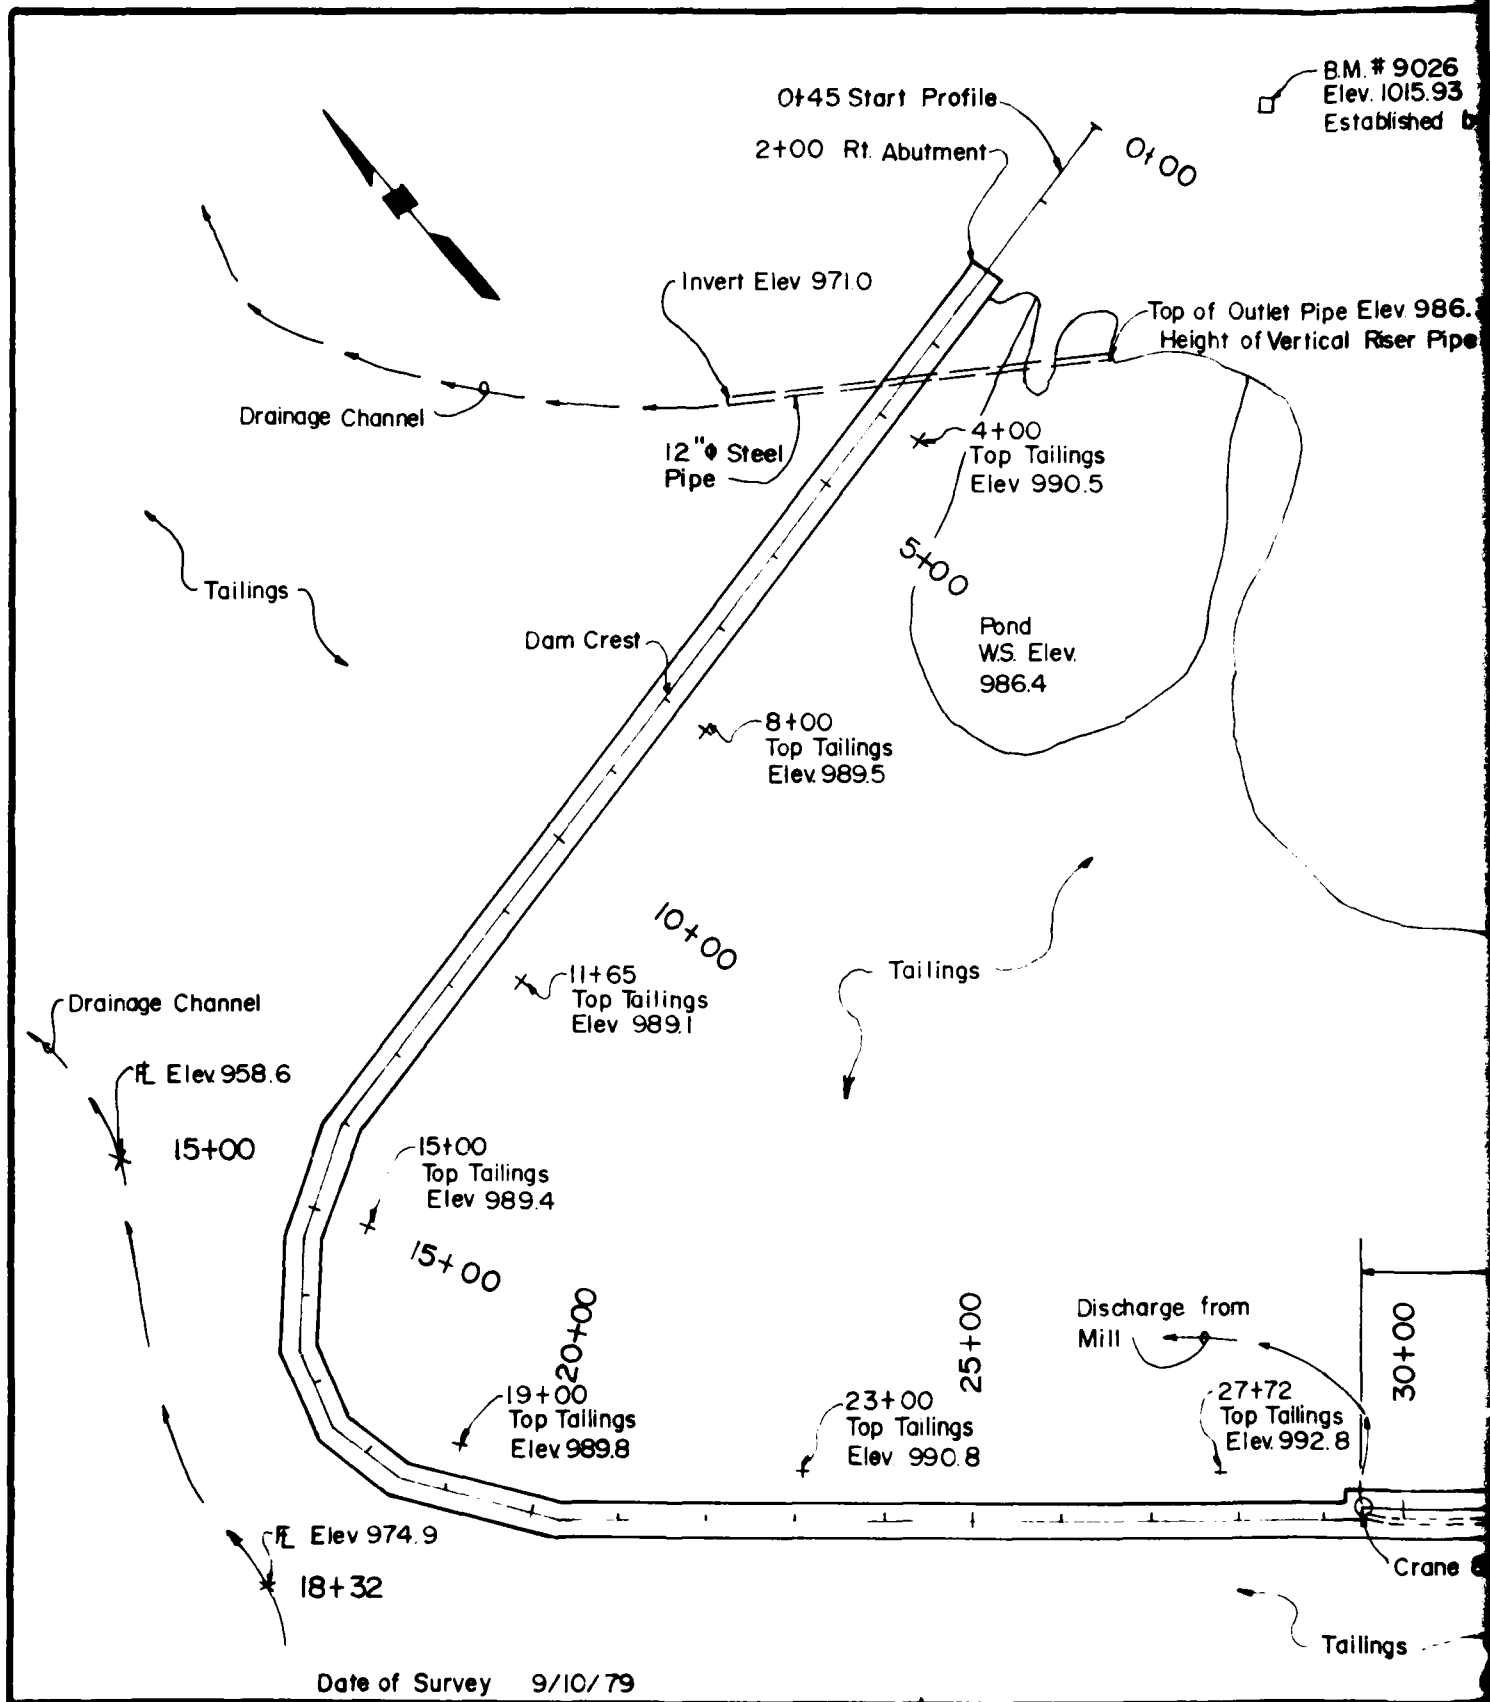 B.M. # 9026
Elev. 1015.93
Established
0+45 Start Profile
2+00 Rt. Abutment
0+00
Invert Elev 971.0
Top of Outlet Pipe Elev 986.
Height of Vertical Riser Pipe
Drainage Channel
12"Φ Steel
Pipe
4+00
Top Tailings
Elev 990.5
5+00
Tailings
Pond
W.S. Elev.
986.4
Dam Crest
8+00
Top Tailings
Elev. 989.5
10+00
Tailings
11+65
Top Tailings
Elev 989.1
Drainage Channel
FL Elev. 958.6
15+00
15+00
Top Tailings
Elev 989.4
15+00
20+00
25+00
Discharge from
Mill
30+00
19+00
Top Tailings
Elev. 989.8
23+00
Top Tailings
Elev 990.8
27+72
Top Tailings
Elev. 992.8
FL Elev 974.9
18+32
Crane
Tailings
Date of Survey 9/10/79